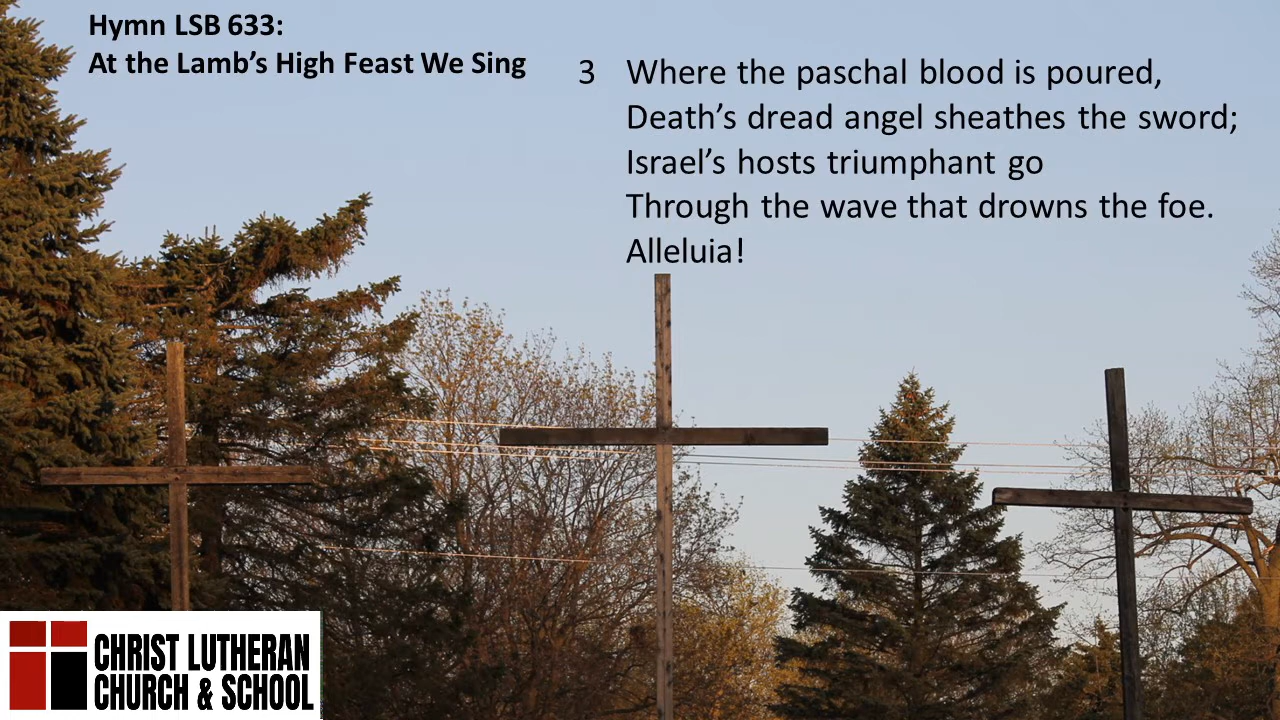 Hymn LSB 633:
At the Lamb’s High Feast We Sing
3 Where the paschal blood is poured,
Death’s dread angel sheathes the sword;
Israel’s hosts triumphant go
Through the wave that drowns the foe.
Alleluia!
CHRIST LUTHERAN
CHURCH & SCHOOL